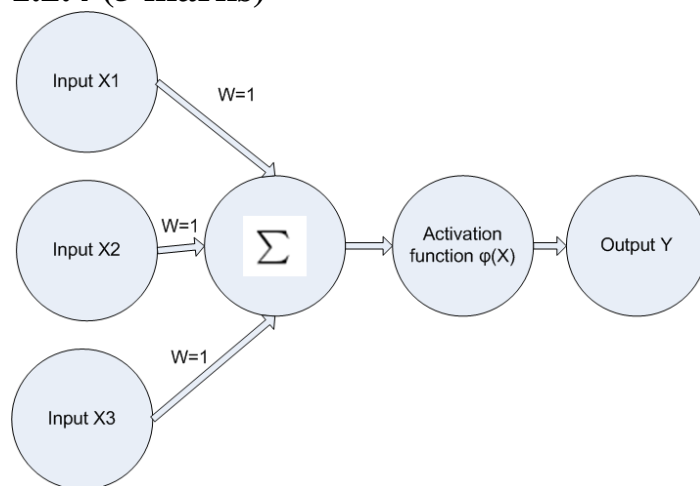 Input X1
W=1
W=1
Input X2
∑
Activation
function φ(X)
Output Y
W=1
Input X3